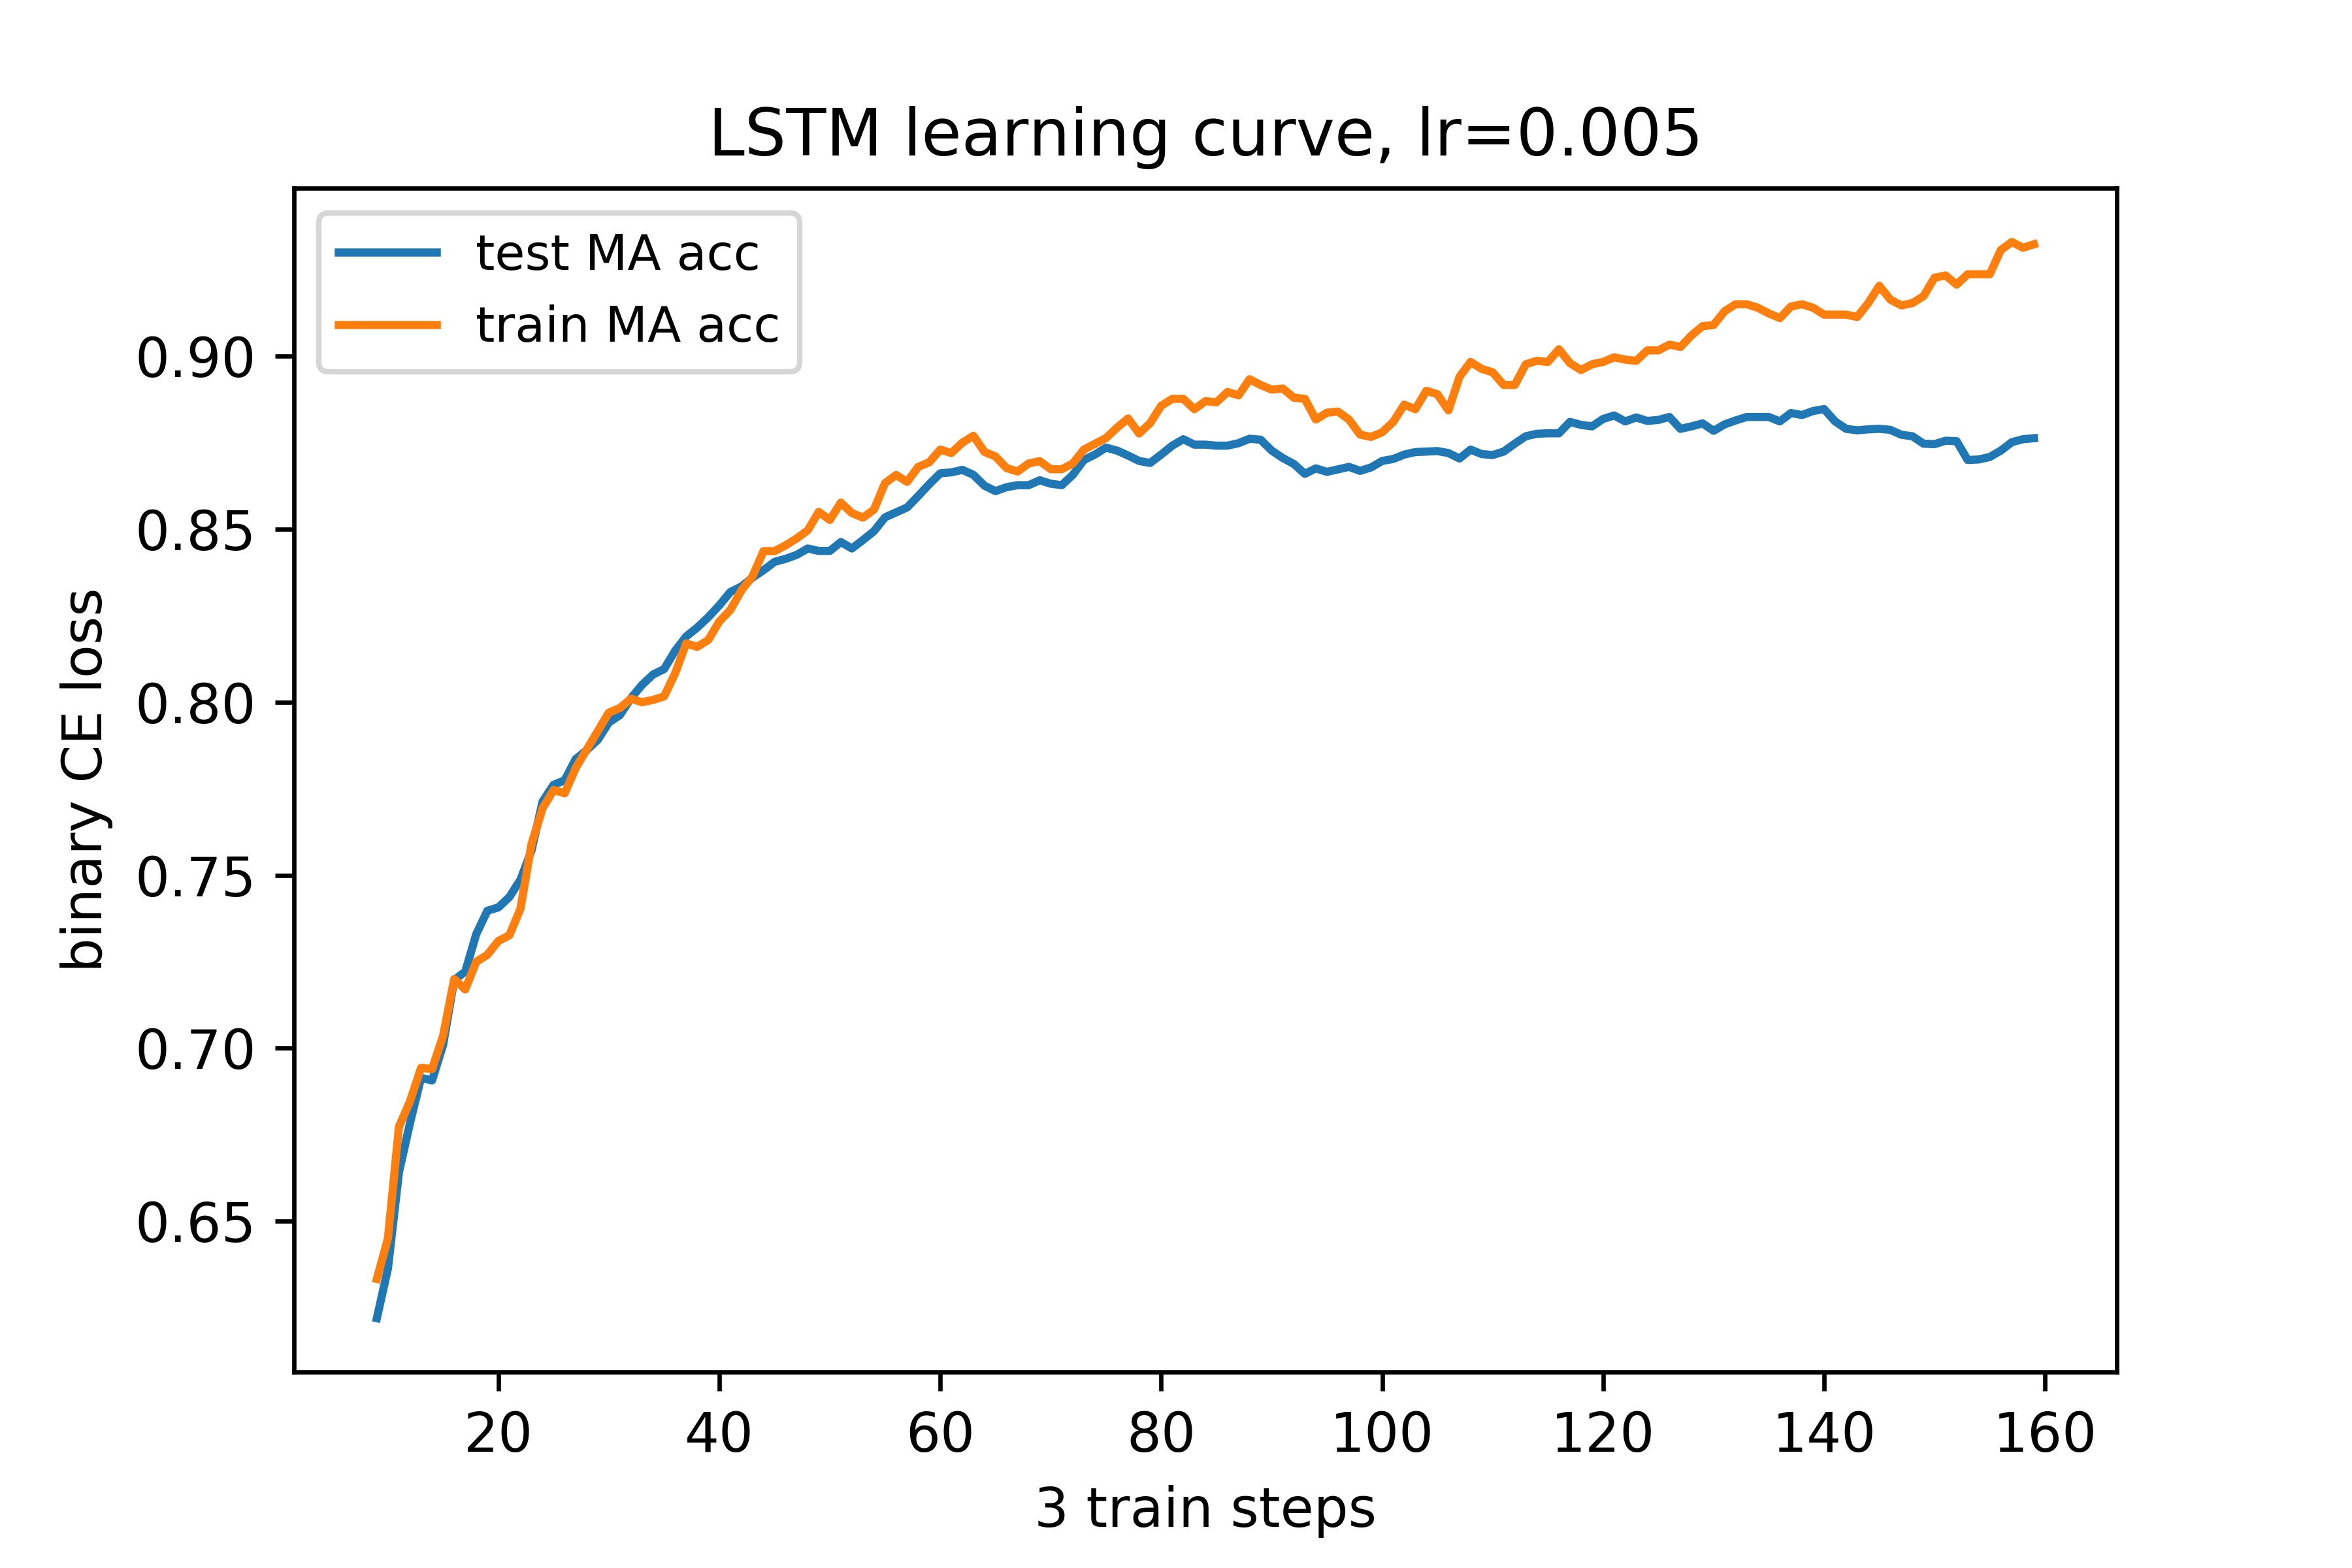 LSTM learning curve, lr=0.005
test MA acc
train MA acc
binary CE loss
0.90
0.85
0.80
0.75
0.70
0.65
20 40 60 80 100 120 140 160
3 train steps